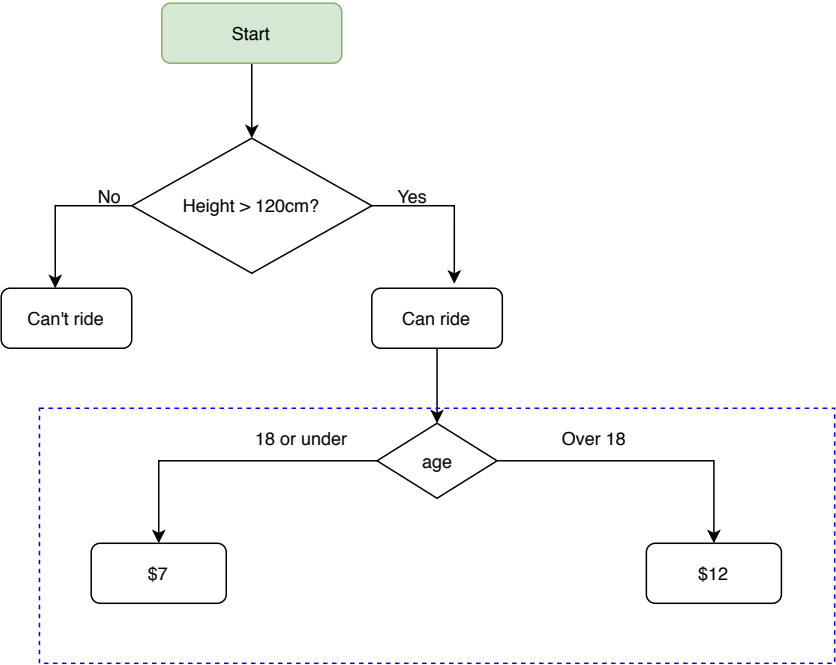 Start
Height > 120cm?
No
Yes
Can't ride
Can ride
age
18 or under
Over 18
$7
$12